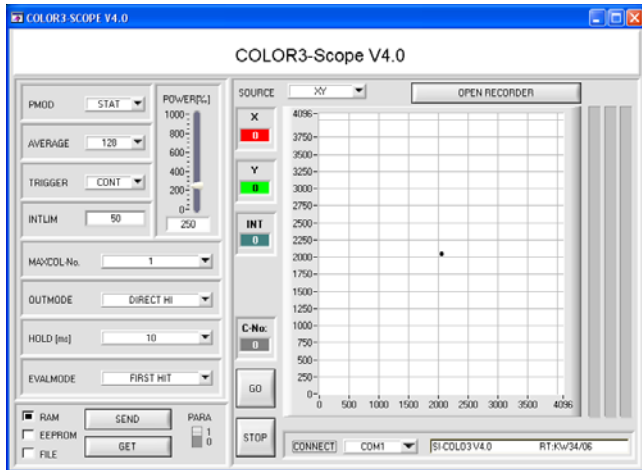 COLOR3-SCOPE V4.0
COLOR3-Scope V4.0
PMOD STAT
AVERAGE 128
TRIGGER CONT
INTLIM 50
POWER[‰]
1000
800
600
400
200
0
250
MAXCOL-No. 1
OUTMODE DIRECT HI
HOLD [ms] 10
EVALMODE FIRST HIT
RAM
EEPROM
FILE
SEND
GET
PARA
1
0
SOURCE XY OPEN RECORDER
X
0
Y
0
INT
0
C-No:
0
GO
STOP
4096
3750
3500
3250
3000
2750
2500
2250
2000
1750
1500
1250
1000
750
500
250
0
0 500 1000 1500 2000 2500 3000 3500 4096
CONNECT COM1 SI-COLO3 V4.0 RT:KW34/06